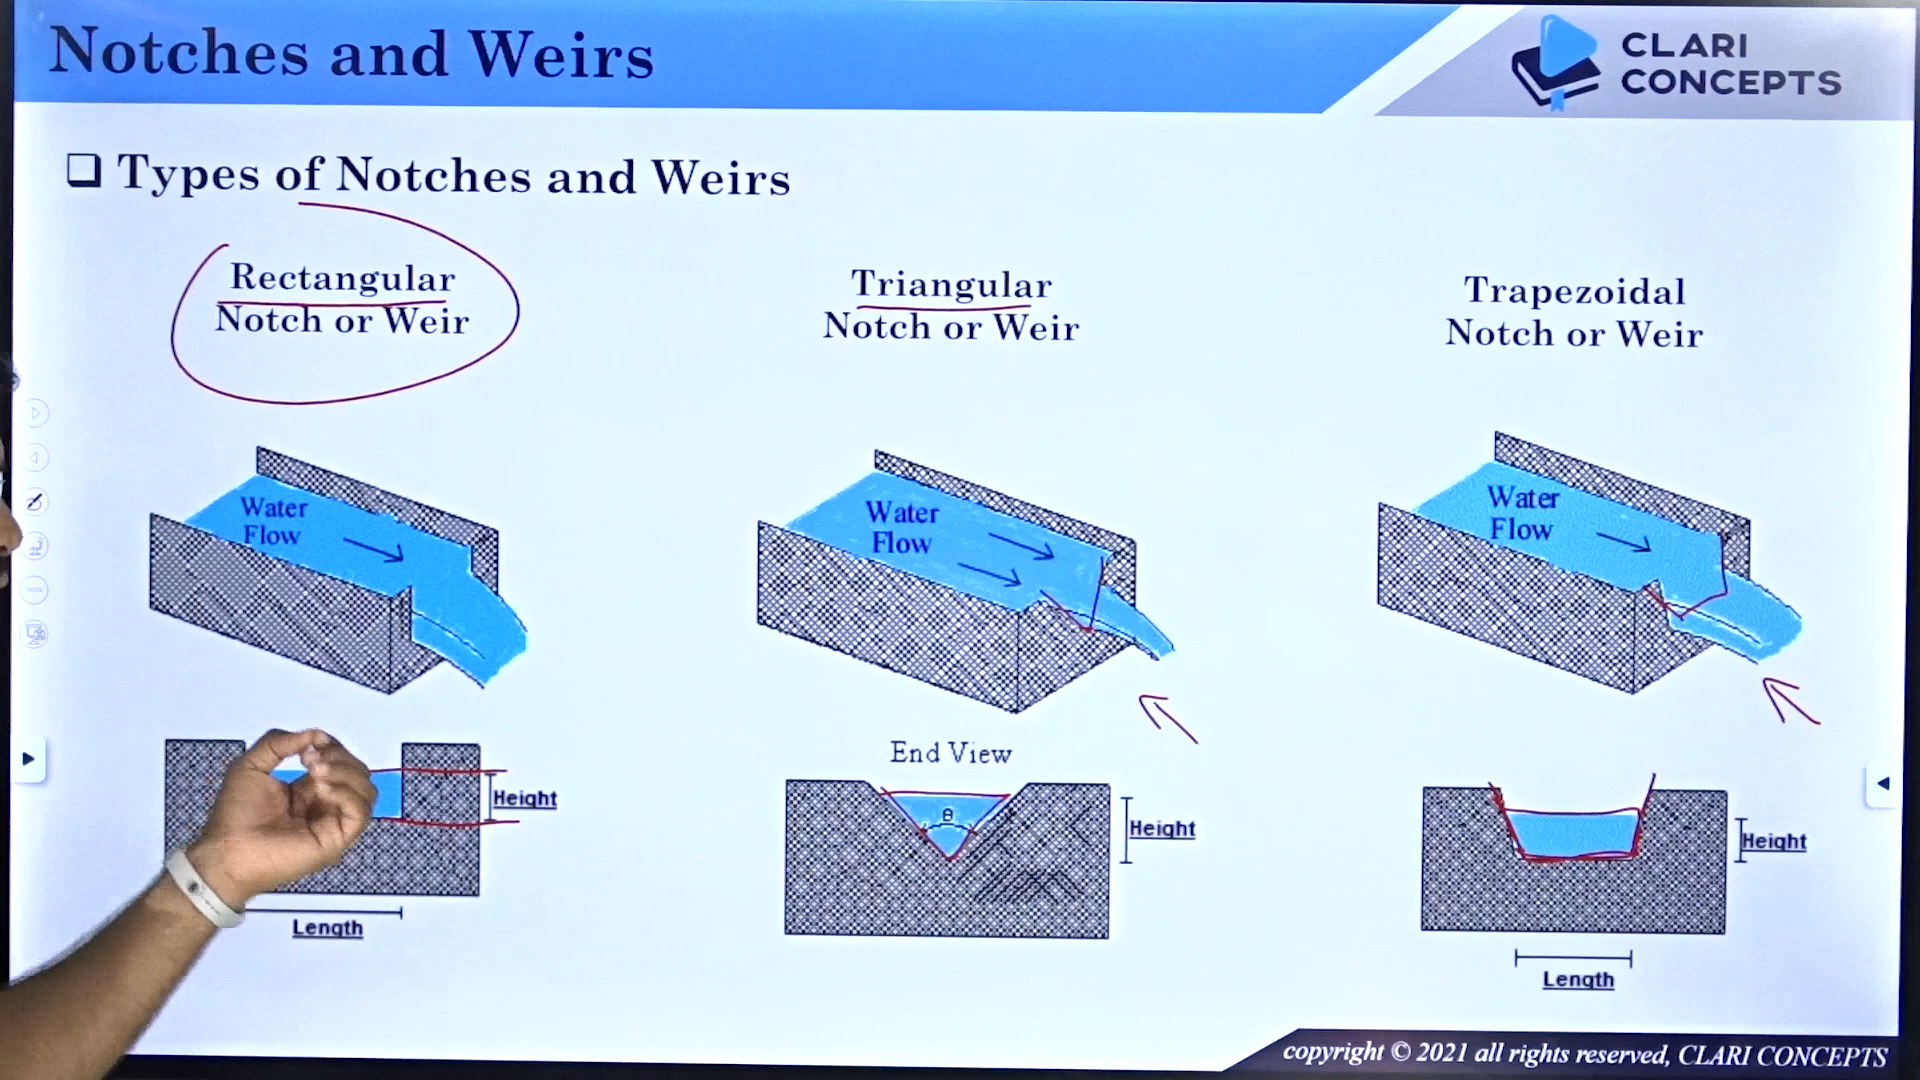 Notches and Weirs
CLARI
CONCEPTS
❑ Types of Notches and Weirs
Rectangular
Notch or Weir
Triangular
Notch or Weir
Trapezoidal
Notch or Weir
Water
Flow
Water
Flow
Water
Flow
Height
Length
End View
θ
Height
Height
Length
copyright © 2021 all rights reserved, CLARI CONCEPTS